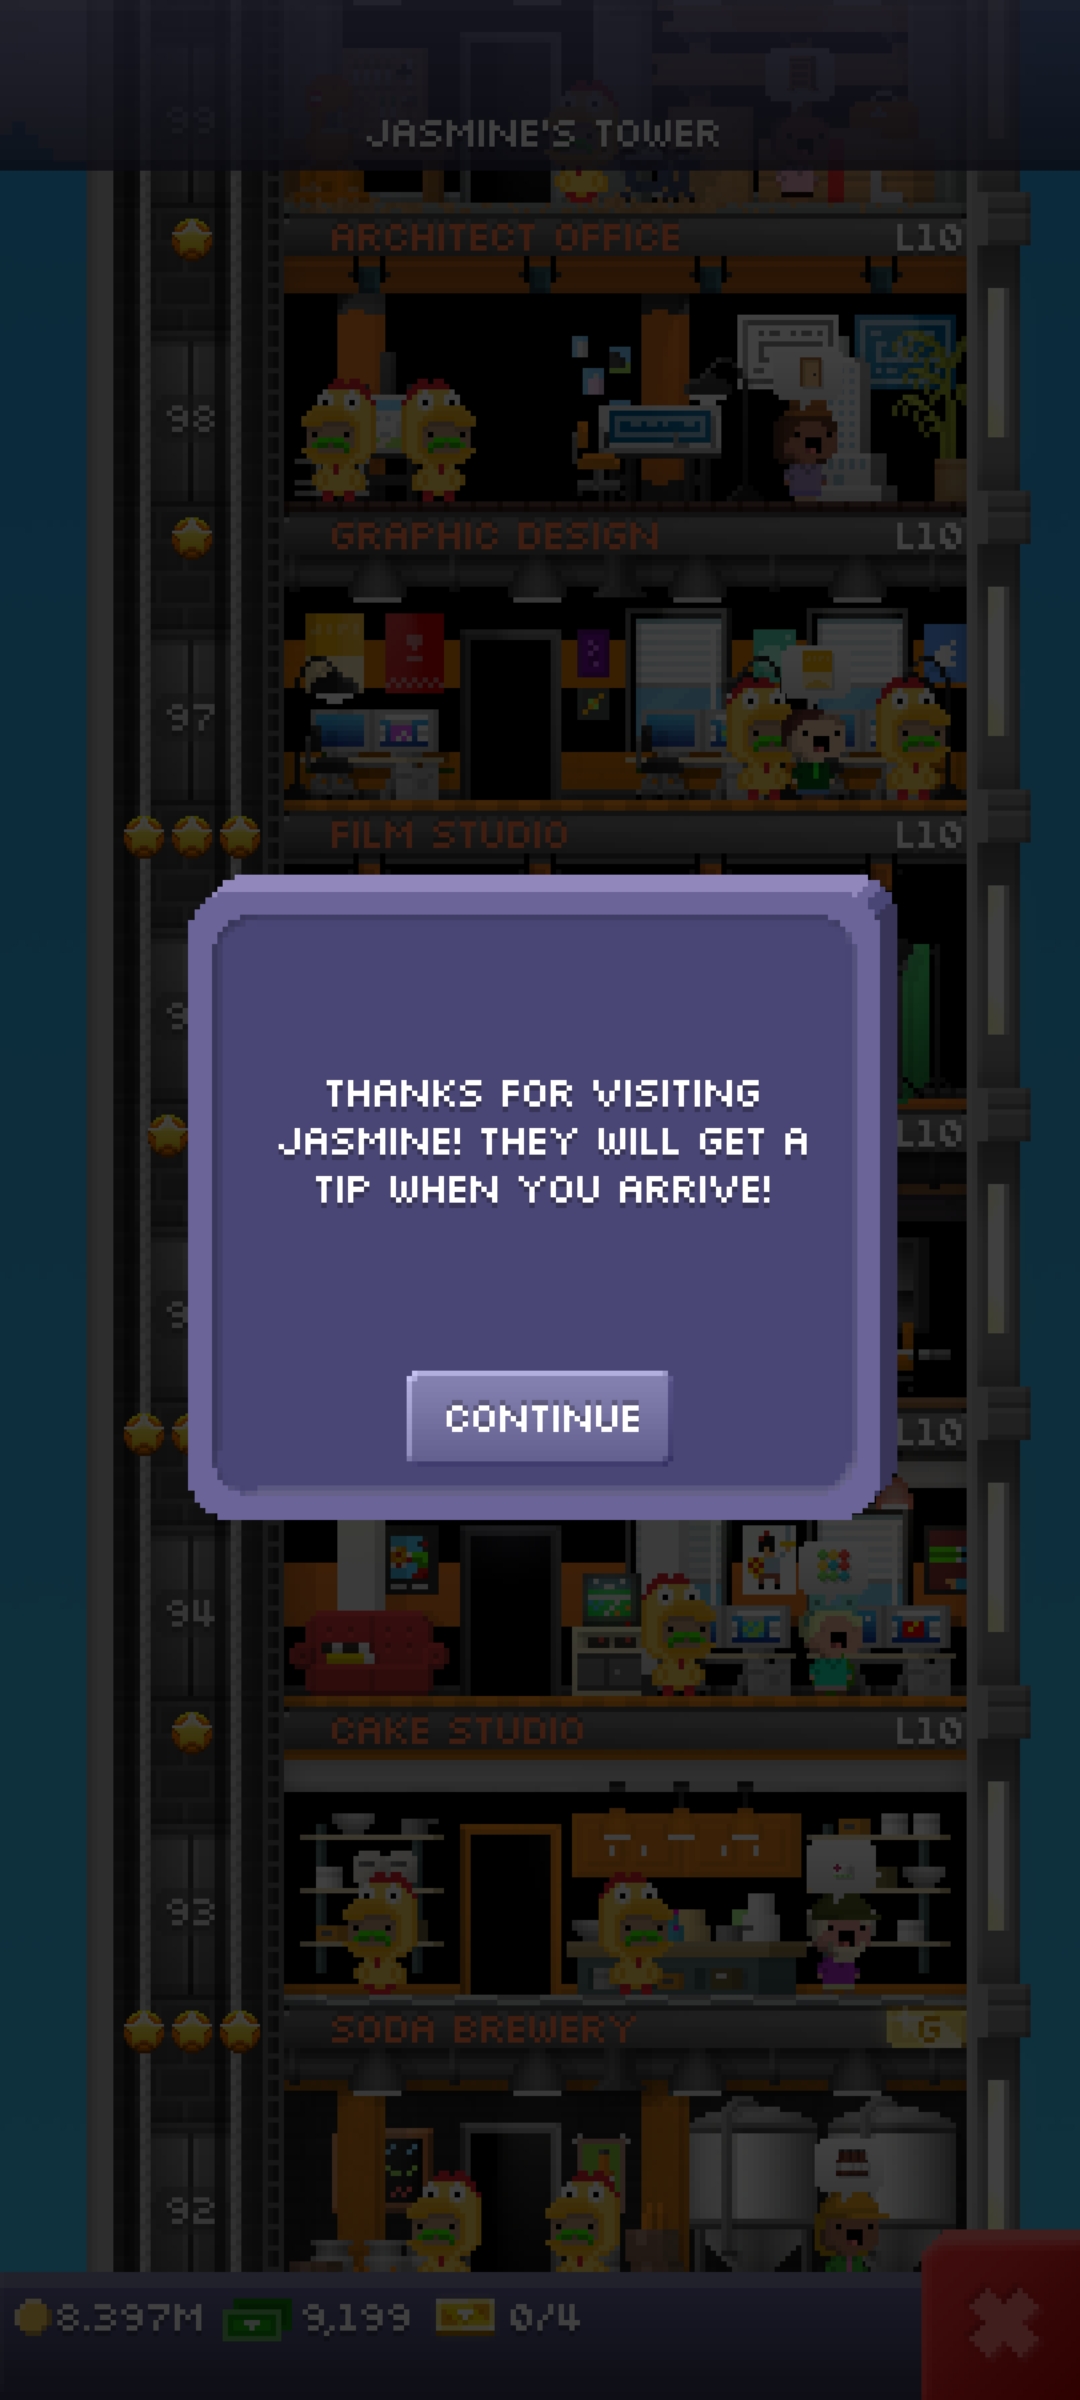 99
JASMINE'S TOWER
ARCHITECT OFFICE L10
98
GRAPHIC DESIGN L10
97
FILM STUDIO L10
THANKS FOR VISITING
JASMINE! THEY WILL GET A
TIP WHEN YOU ARRIVE!
L10
CONTINUE
L10
94
CAKE STUDIO L10
93
SODA BREWERY G
92
8.397M 9,199 0/4